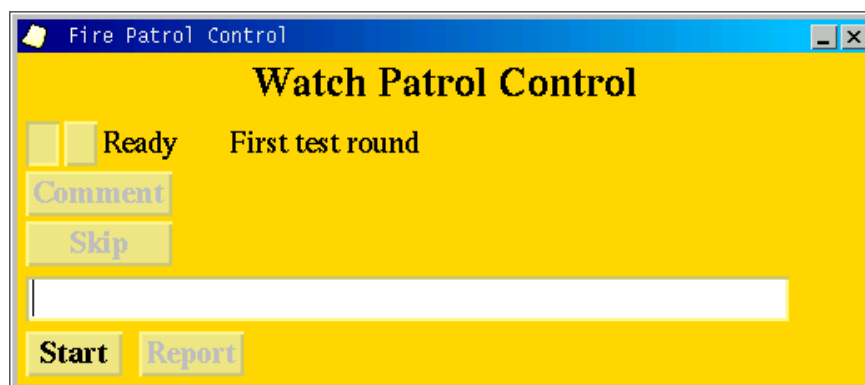 Fire Patrol Control
Watch Patrol Control
Ready First test round
Comment
Skip
Start Report